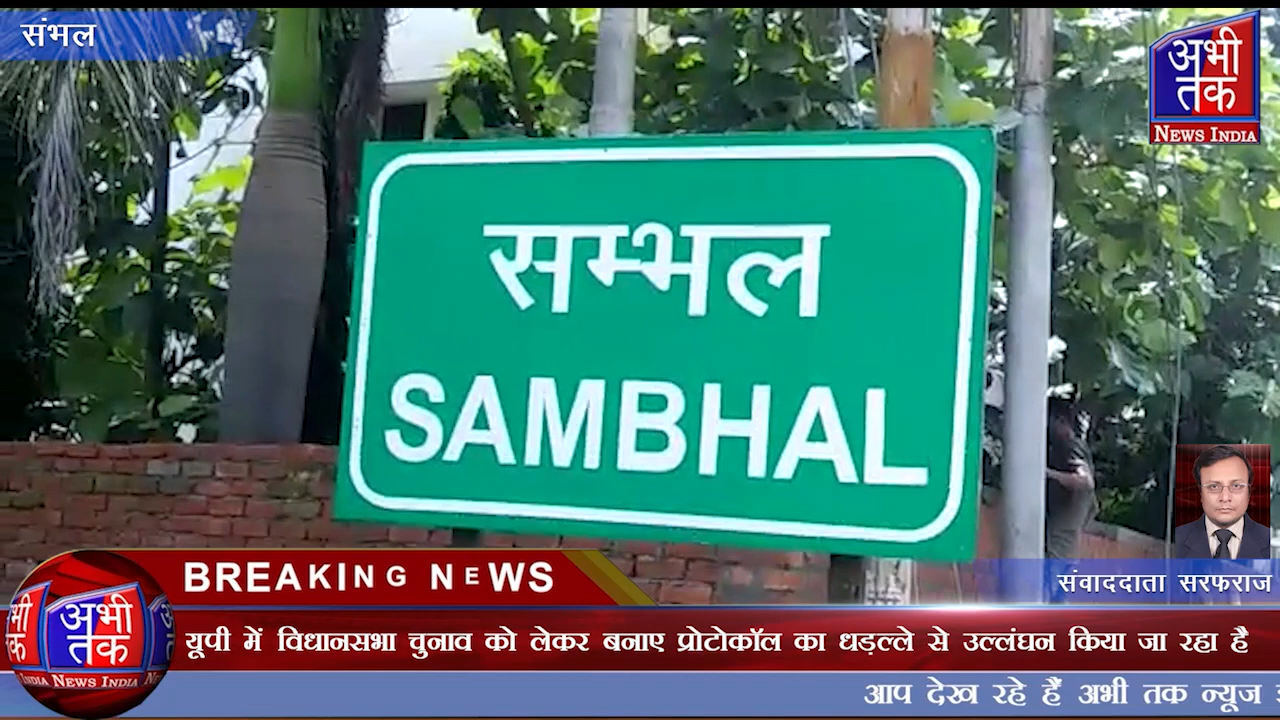 संभल
अभी
तक
NEWS INDIA
सम्भल
SAMBHAL
BREAKING NEWS
संवाददाता सरफराज
अभी
तक
INDIA NEWS INDIA
यूपी में विधानसभा चुनाव को लेकर बनाए प्रोटोकॉल का धड़ल्ले से उल्लंघन किया जा रहा है
आप देख रहे हैं अभी तक न्यूज